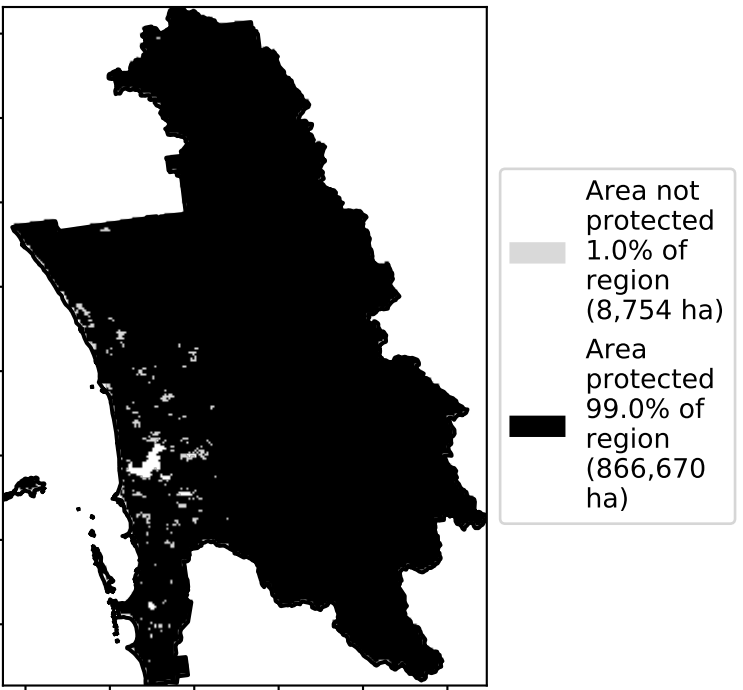 Area not
protected
1.0% of
region
(8,754 ha)
Area
protected
99.0% of
region
(866,670
ha)